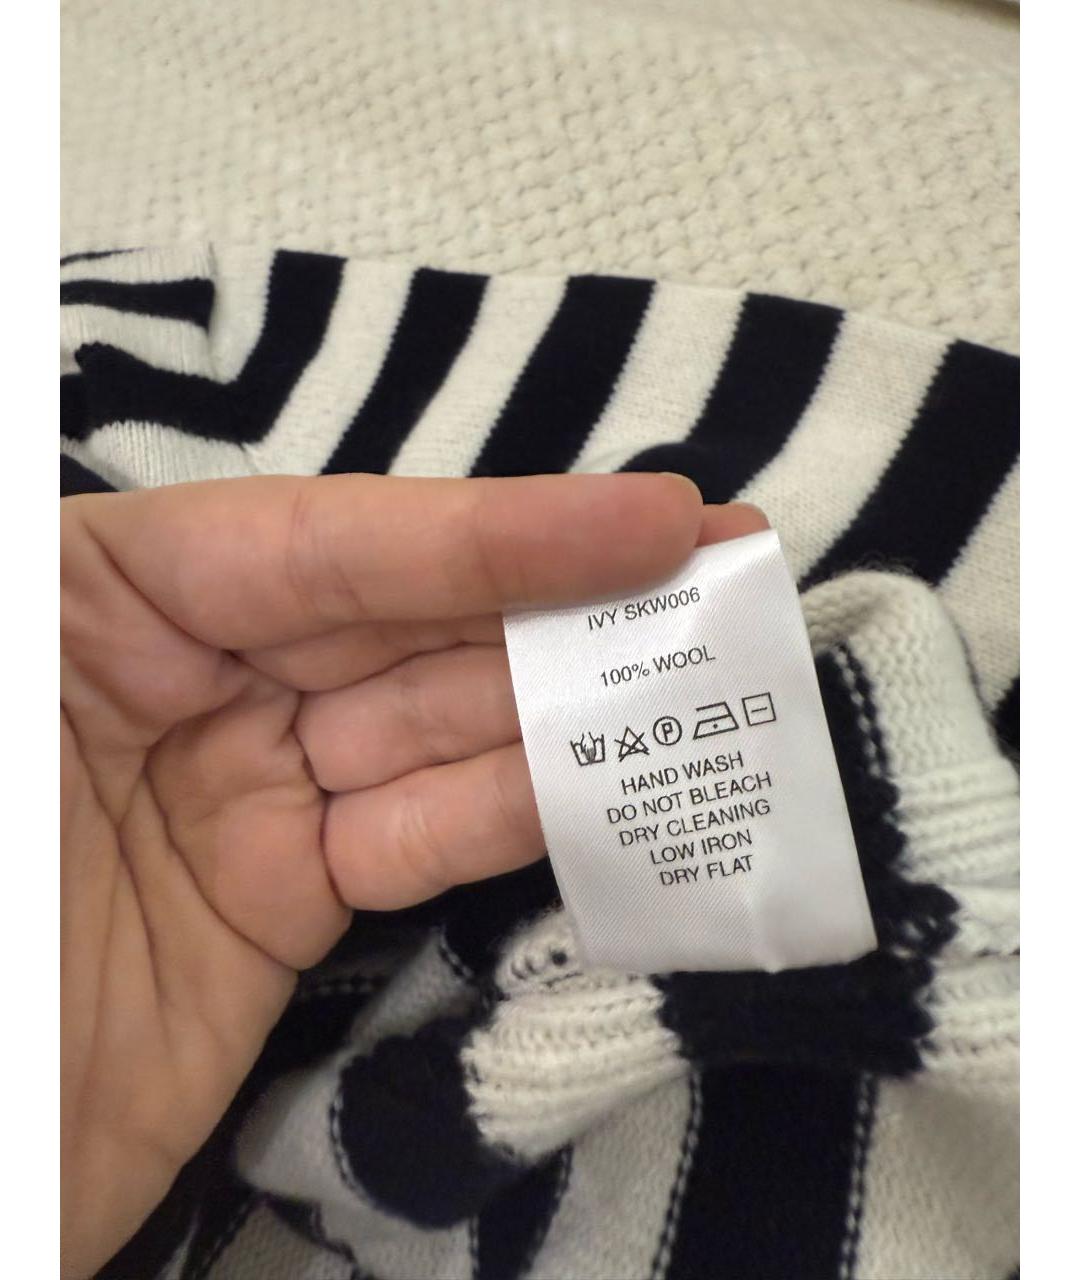 IVY SKW006
100% WOOL
P
HAND WASH
DO NOT BLEACH
DRY CLEANING
LOW IRON
DRY FLAT